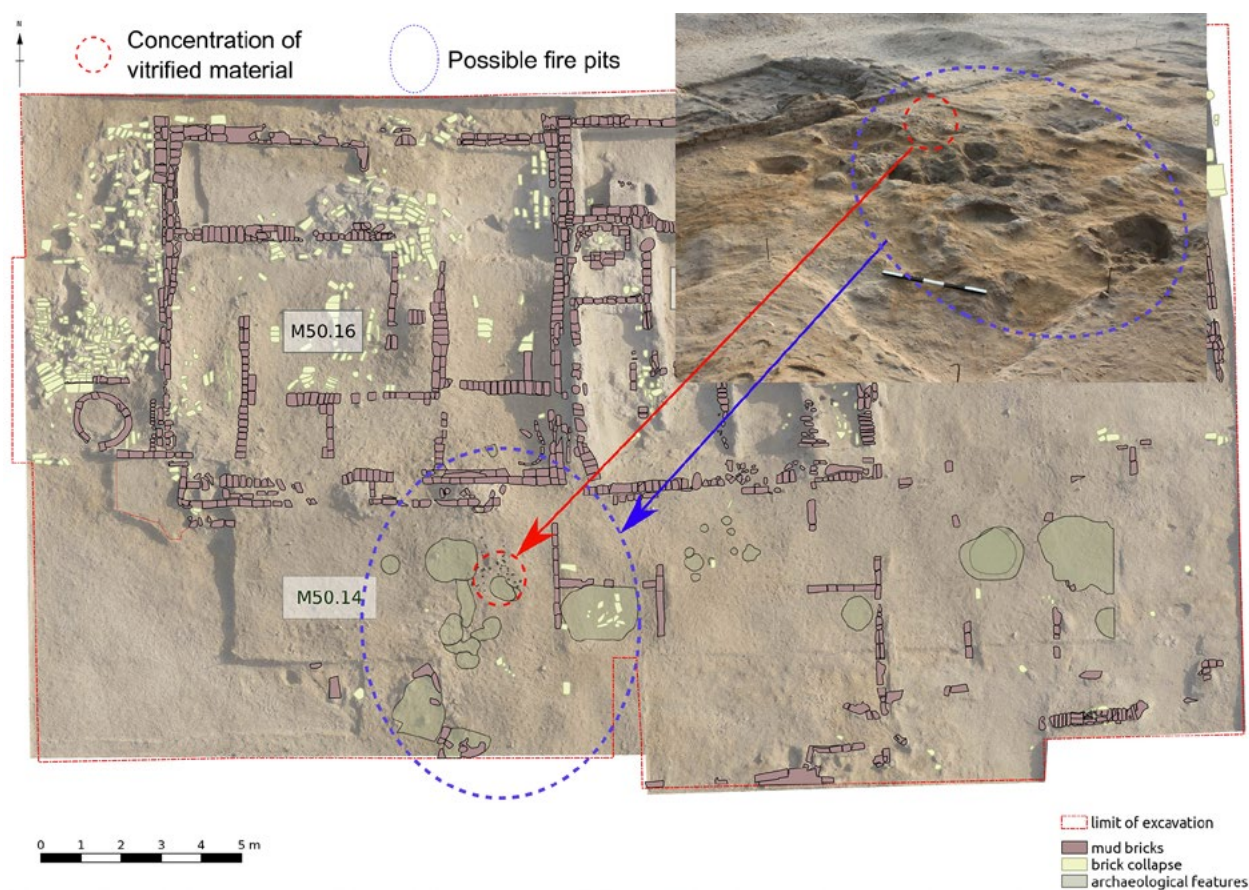 N
Concentration of
vitrified material
Possible fire pits
M50.16
M50.14
0 1 2 3 4 5 m
limit of excavation
mud bricks
brick collapse
archaeological features